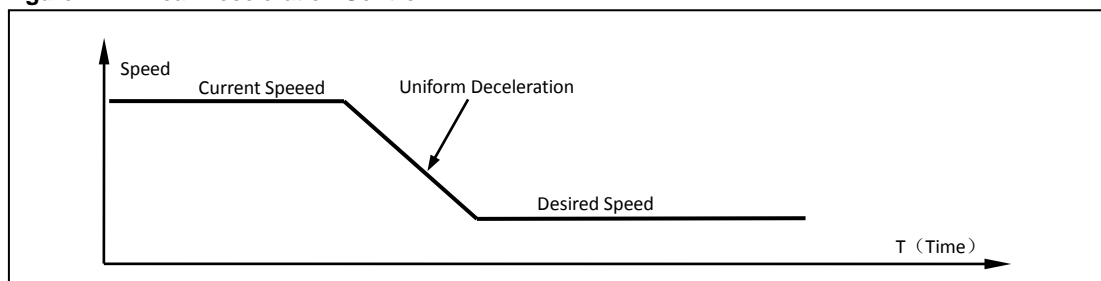 Speed
Current Speeed
Uniform Deceleration
Desired Speed
T（Time）